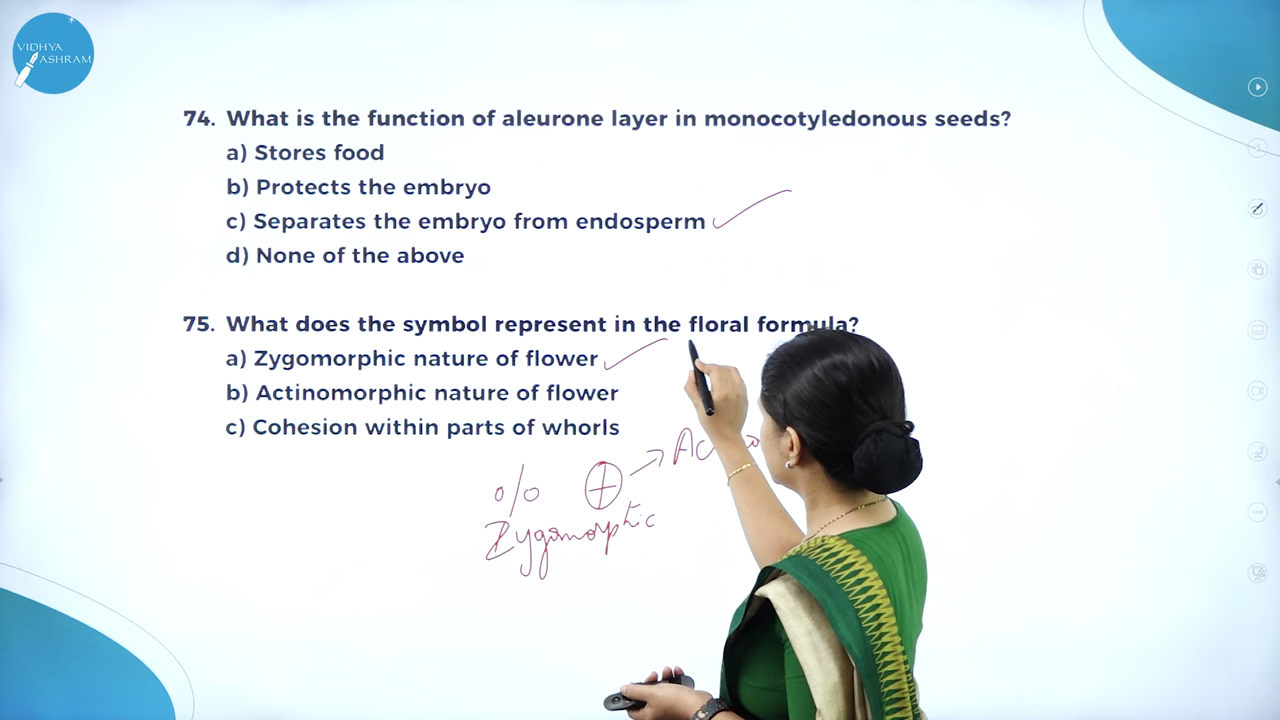 VIDHYA
ASHRAM
74. What is the function of aleurone layer in monocotyledonous seeds?
a) Stores food
b) Protects the embryo
c) Separates the embryo from endosperm
d) None of the above
75. What does the symbol represent in the floral formula?
a) Zygomorphic nature of flower
b) Actinomorphic nature of flower
c) Cohesion within parts of whorls
o/o ⊕ →
Zygomorphic